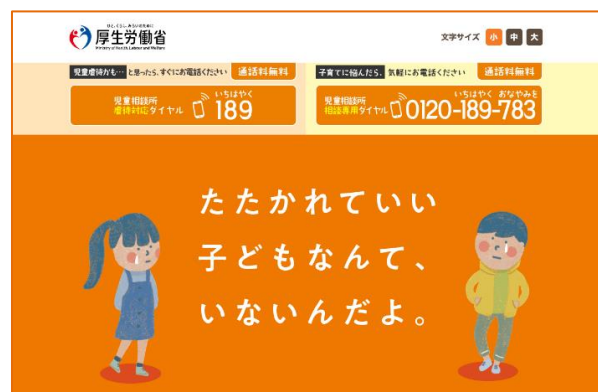 ひと、くらし、みらいのために
厚生労働省
Ministry of Health, Labour and Welfare
文字サイズ 小 中 大
児童虐待かも… と思ったら、すぐにお電話ください 通話料無料
いちはやく
児童相談所
虐待対応ダイヤル 189
子育てに悩んだら、気軽にお電話ください 通話料無料
いちはやく おなやみを
児童相談所
相談専用ダイヤル 0120-189-783
たたかれていい
子どもなんて、
いないんだよ。